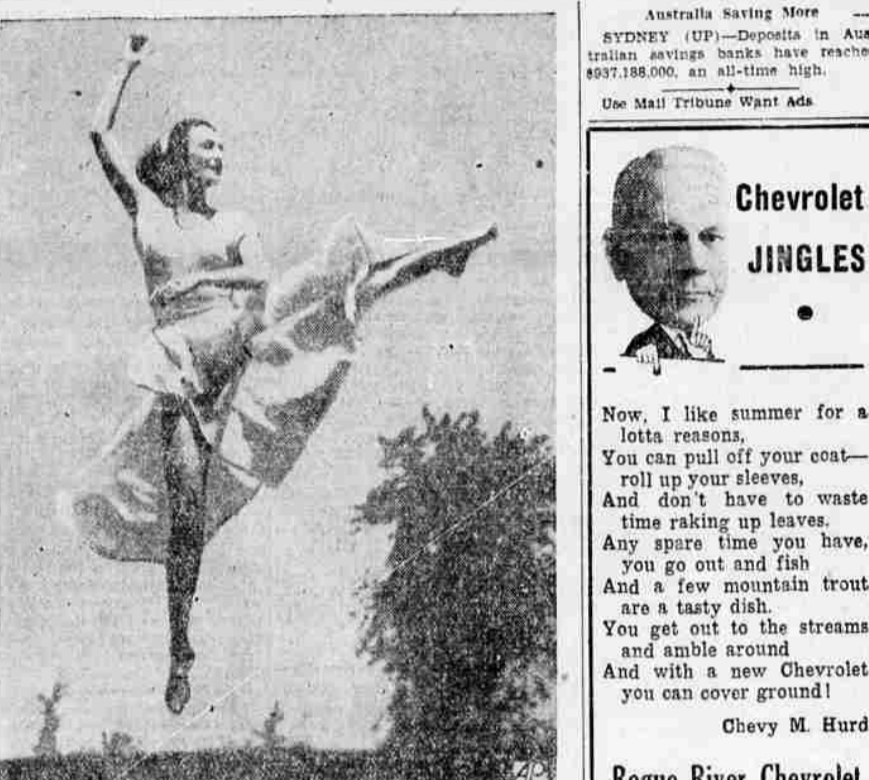 Australia Saving More
SYDNEY (UP)—Deposits in Aus
tralian savings banks have reache
$937,188,000, an all-time high.
Use Mail Tribune Want Ads
Chevrolet
JINGLES
Now, I like summer for a
lotta reasons,
You can pull off your coat—
roll up your sleeves,
And don't have to waste
time raking up leaves.
Any spare time you have,
you go out and fish
And a few mountain trout
are a tasty dish.
You get out to the streams
and amble around
And with a new Chevrolet
you can cover ground!
Chevy M. Hurd
Rogue River Chevrolet
AP